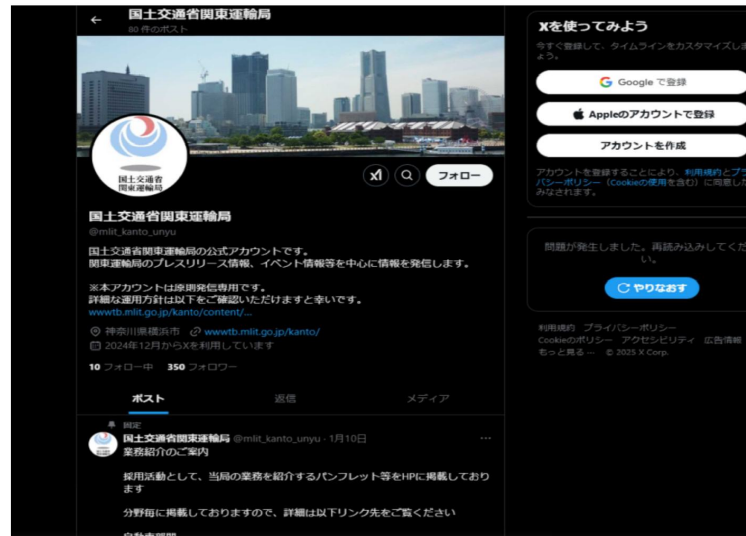 国土交通省関東運輸局
80 件のポスト
国土交通省
関東運輸局
フォロー
国土交通省関東運輸局
@mlit_kanto_unyu
国土交通省関東運輸局の公式アカウントです。
関東運輸局のプレスリリース情報、イベント情報等を中心に情報を発信します。
※本アカウントは原則発信専用です。
詳細な運用方針は以下をご確認いただけますと幸いです。
wwwtb.mlit.go.jp/kanto/content/...
神奈川県横浜市 wwwtb.mlit.go.jp/kanto/
2024年12月からXを利用しています
10 フォロー中 350 フォロワー
ポスト 返信 メディア
固定
国土交通省関東運輸局 @mlit_kanto_unyu · 1月10日
業務紹介のご案内
採用活動として、当局の業務を紹介するパンフレット等をHPに掲載しており
ます
分野毎に掲載しておりますので、詳細は以下リンク先をご覧ください
Xを使ってみよう
今すぐ登録して、タイムラインをカスタマイズしま
ょう。
Google で登録
Appleのアカウントで登録
アカウントを作成
アカウントを登録することにより、利用規約とプラ
バシーポリシー（Cookieの使用を含む）に同意した
みなされます。
問題が発生しました。再読み込みしてくだ
い。
やりなおす
利用規約 プライバシーポリシー
Cookieのポリシー アクセシビリティ 広告情報
もっと見る ... © 2025 X Corp.